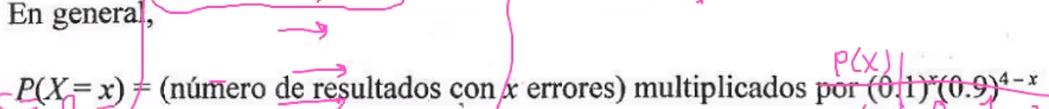 En general,
P(X)
P(X = x) = (número de resultados con x errores) multiplicados por (0.1)ˣ(0.9)⁴⁻ˣ